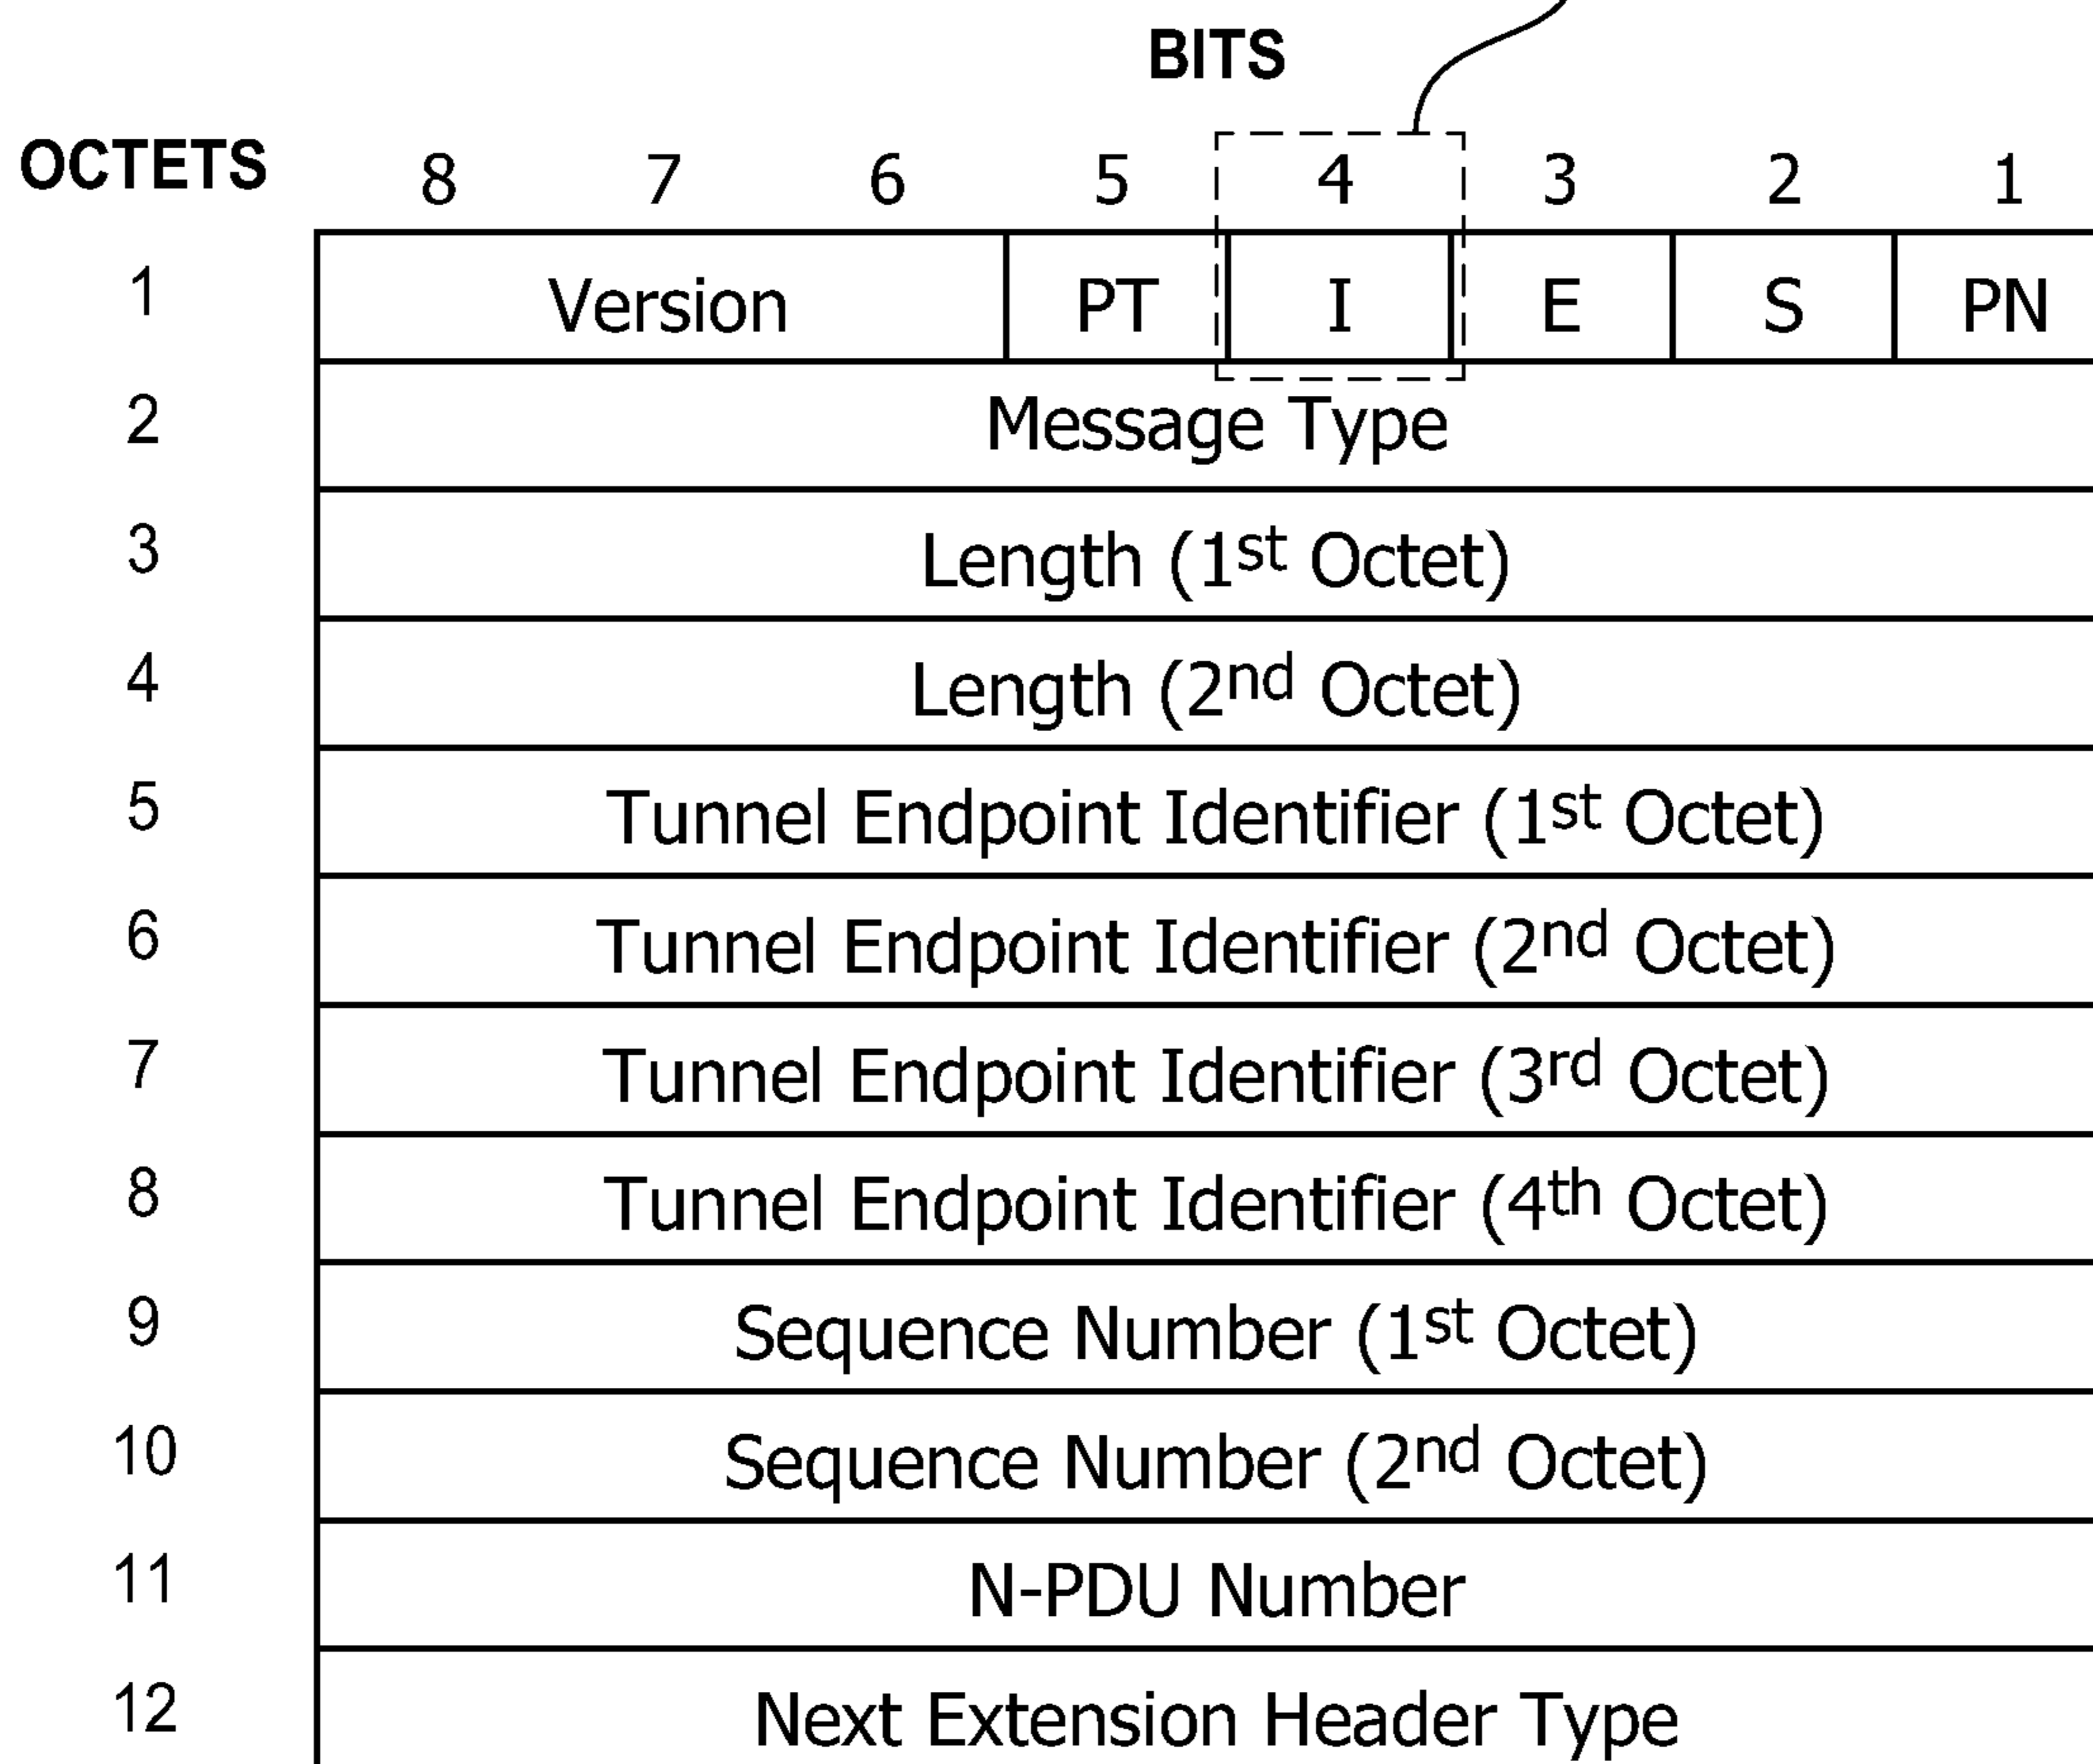 BITS
OCTETS 8 7 6 5 4 3 2 1
1 Version PT I E S PN
2 Message Type
3 Length (1st Octet)
4 Length (2nd Octet)
5 Tunnel Endpoint Identifier (1st Octet)
6 Tunnel Endpoint Identifier (2nd Octet)
7 Tunnel Endpoint Identifier (3rd Octet)
8 Tunnel Endpoint Identifier (4th Octet)
9 Sequence Number (1st Octet)
10 Sequence Number (2nd Octet)
11 N-PDU Number
12 Next Extension Header Type